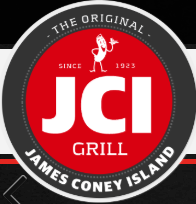 · THE ORIGINAL ·
SINCE 1923
JCI
GRILL
JAMES CONEY ISLAND